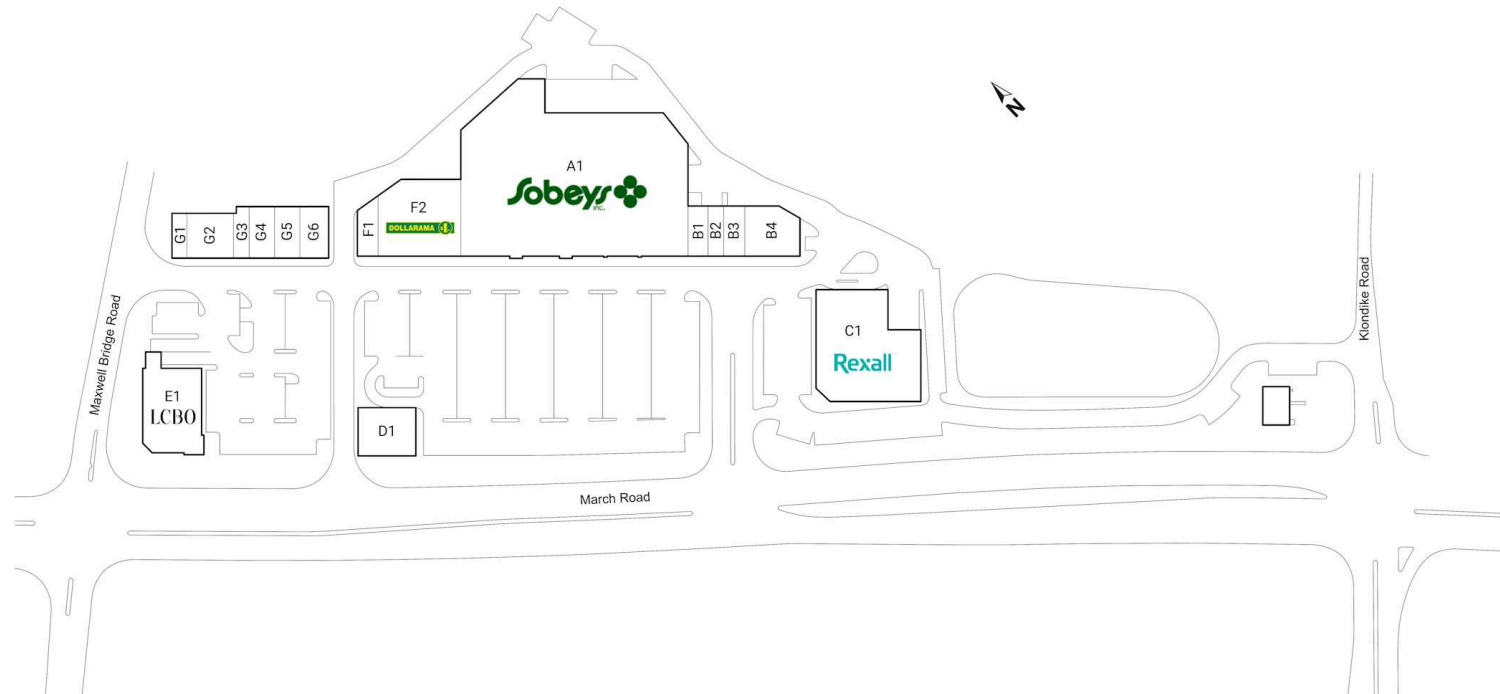 N
A1
Sobeys
INC.
F2
DOLLARAMA
F1
G1
G2
G3
G4
G5
G6
B1
B2
B3
B4
Maxwell Bridge Road
Klondike Road
C1
Rexall
E1
LCBO
D1
March Road